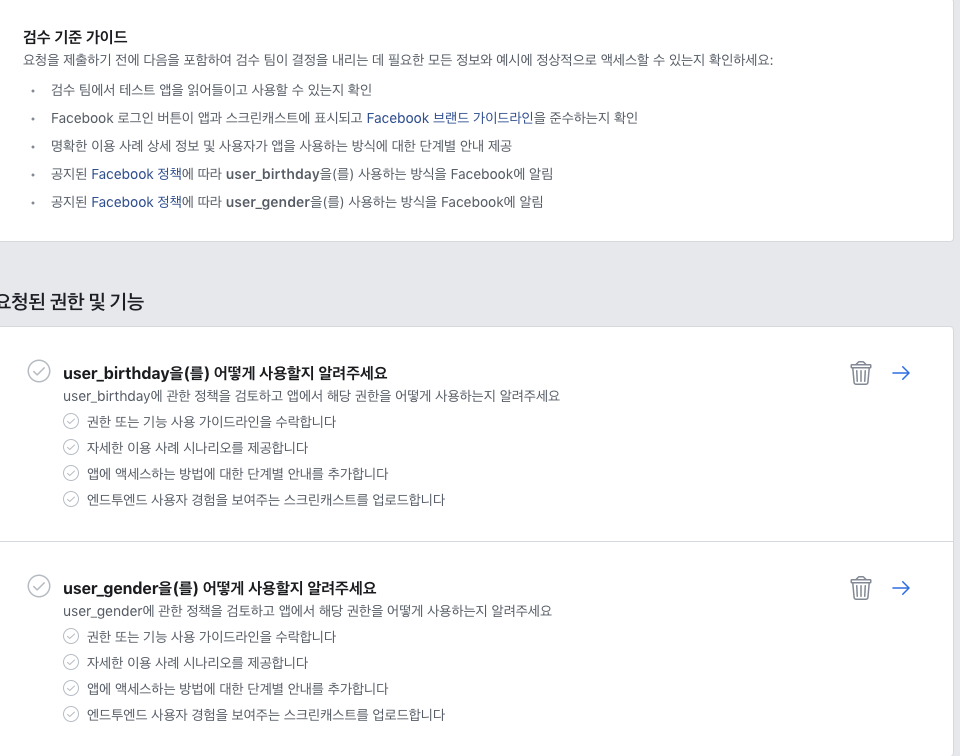 검수 기준 가이드
요청을 제출하기 전에 다음을 포함하여 검수 팀이 결정을 내리는 데 필요한 모든 정보와 예시에 정상적으로 액세스할 수 있는지 확인하세요:
• 검수 팀에서 테스트 앱을 읽어들이고 사용할 수 있는지 확인
• Facebook 로그인 버튼이 앱과 스크린캐스트에 표시되고 Facebook 브랜드 가이드라인을 준수하는지 확인
• 명확한 이용 사례 상세 정보 및 사용자가 앱을 사용하는 방식에 대한 단계별 안내 제공
• 공지된 Facebook 정책에 따라 user_birthday을(를) 사용하는 방식을 Facebook에 알림
• 공지된 Facebook 정책에 따라 user_gender을(를) 사용하는 방식을 Facebook에 알림
요청된 권한 및 기능
user_birthday을(를) 어떻게 사용할지 알려주세요
user_birthday에 관한 정책을 검토하고 앱에서 해당 권한을 어떻게 사용하는지 알려주세요
권한 또는 기능 사용 가이드라인을 수락합니다
자세한 이용 사례 시나리오를 제공합니다
앱에 액세스하는 방법에 대한 단계별 안내를 추가합니다
엔드투엔드 사용자 경험을 보여주는 스크린캐스트를 업로드합니다
user_gender을(를) 어떻게 사용할지 알려주세요
user_gender에 관한 정책을 검토하고 앱에서 해당 권한을 어떻게 사용하는지 알려주세요
권한 또는 기능 사용 가이드라인을 수락합니다
자세한 이용 사례 시나리오를 제공합니다
앱에 액세스하는 방법에 대한 단계별 안내를 추가합니다
엔드투엔드 사용자 경험을 보여주는 스크린캐스트를 업로드합니다